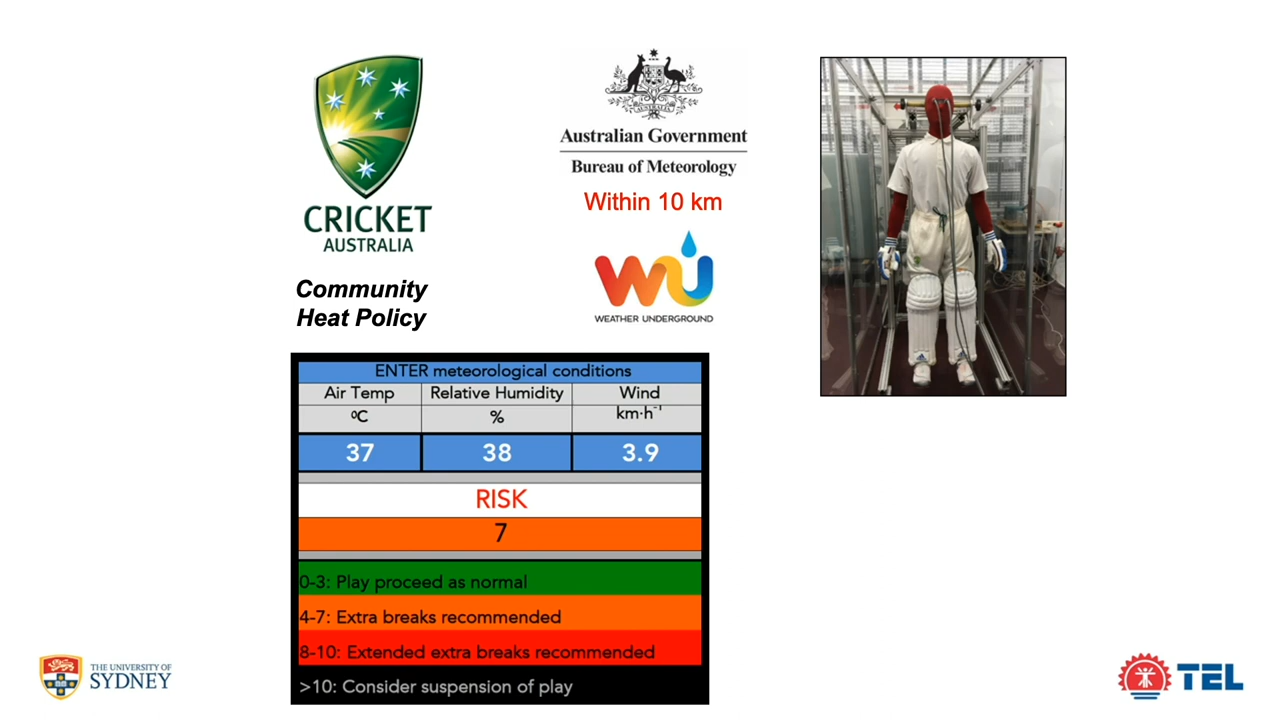 CRICKET
AUSTRALIA
Community
Heat Policy
AUSTRALIA
Australian Government
Bureau of Meteorology
Within 10 km
WU
WEATHER UNDERGROUND
ENTER meteorological conditions
Air Temp Relative Humidity Wind
ºC % km·h⁻¹
37 38 3.9
RISK
7
0-3: Play proceed as normal
4-7: Extra breaks recommended
8-10: Extended extra breaks recommended
>10: Consider suspension of play
THE UNIVERSITY OF
SYDNEY
TEL